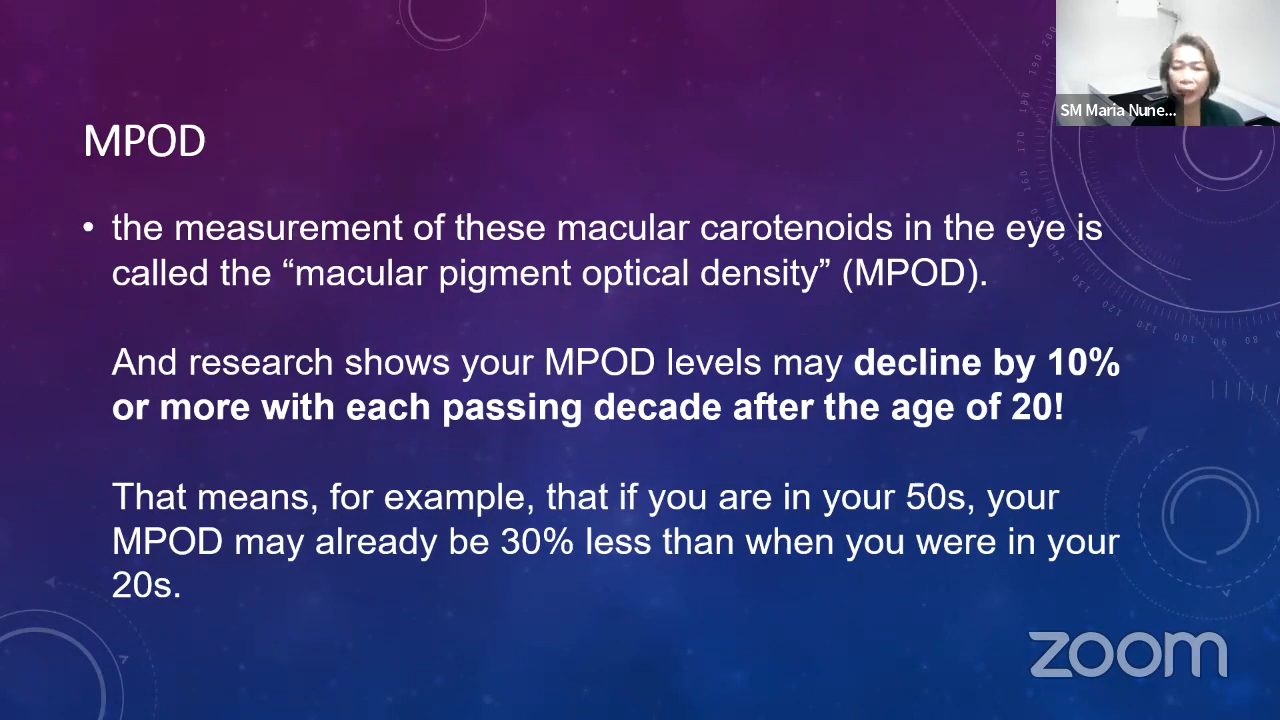 SM Maria Nune...
MPOD
• the measurement of these macular carotenoids in the eye is
called the “macular pigment optical density” (MPOD).
And research shows your MPOD levels may decline by 10%
or more with each passing decade after the age of 20!
That means, for example, that if you are in your 50s, your
MPOD may already be 30% less than when you were in your
20s.
zoom